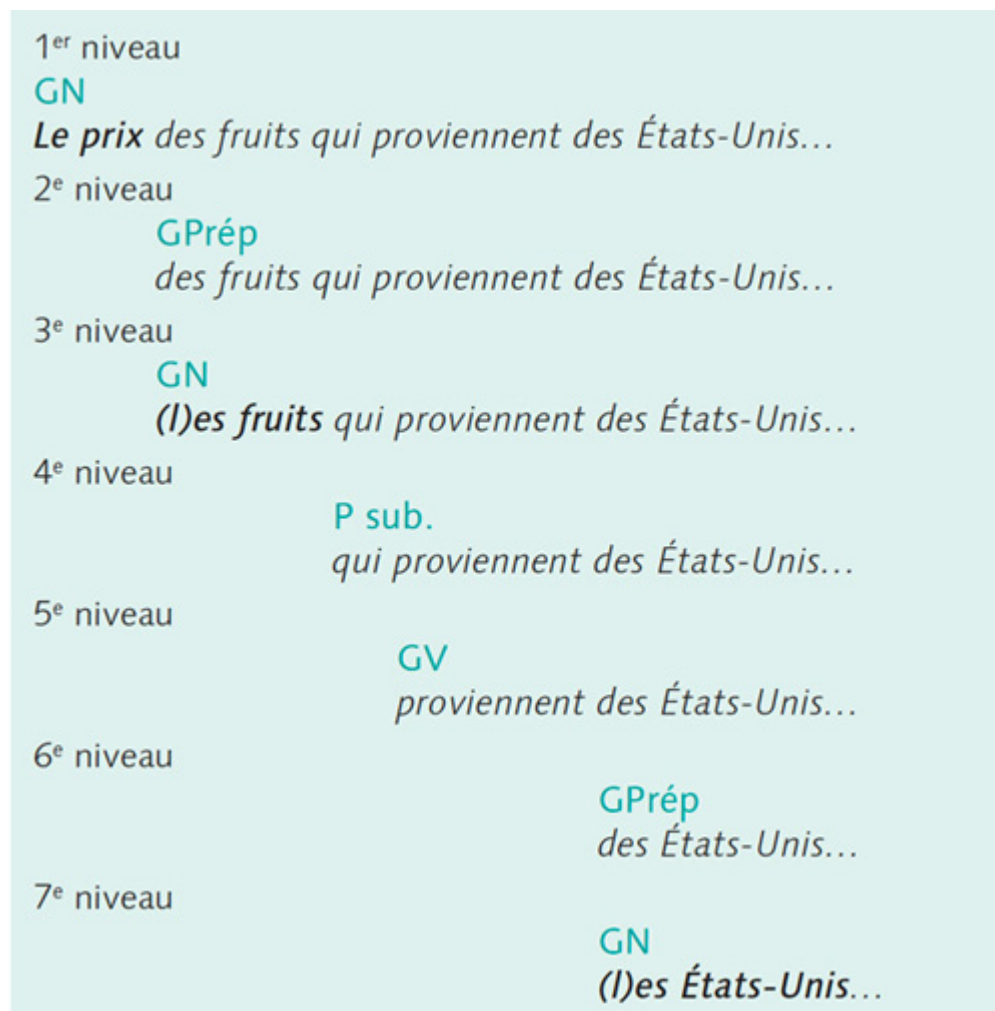 1er niveau
GN
Le prix des fruits qui proviennent des États-Unis...
2e niveau
GPrép
des fruits qui proviennent des États-Unis...
3e niveau
GN
(l)es fruits qui proviennent des États-Unis...
4e niveau
P sub.
qui proviennent des États-Unis...
5e niveau
GV
proviennent des États-Unis...
6e niveau
GPrép
des États-Unis...
7e niveau
GN
(l)es États-Unis...